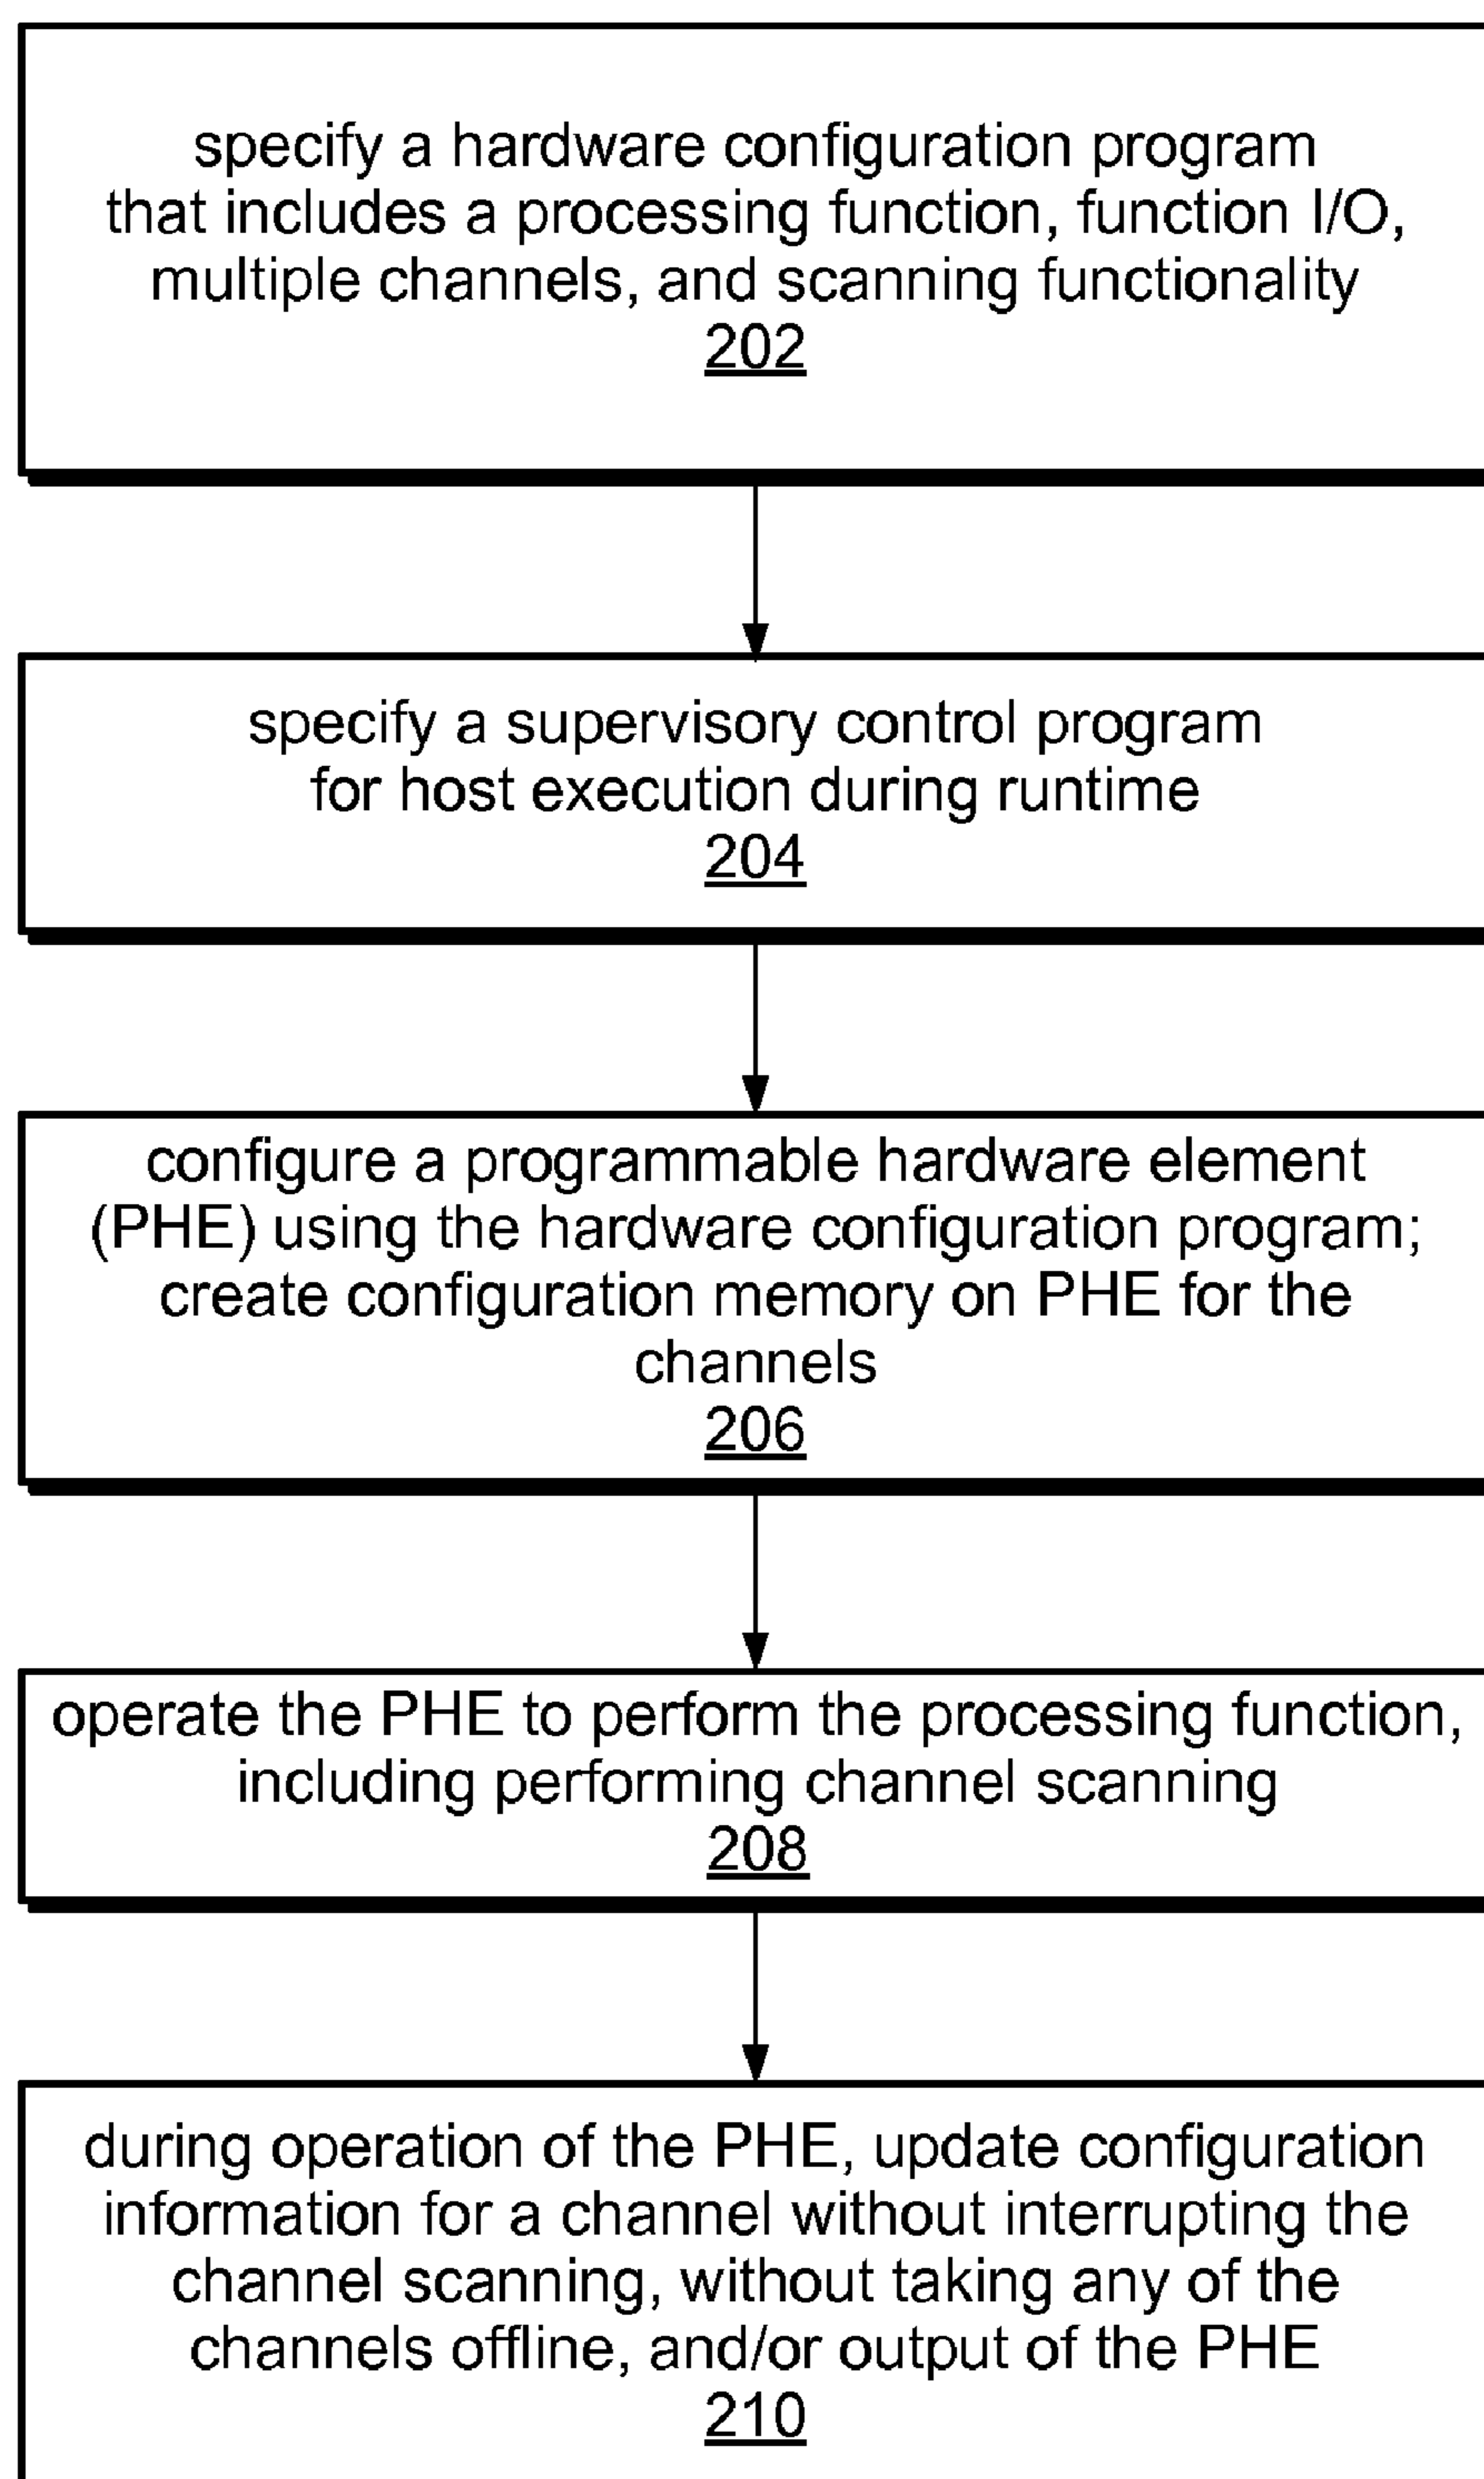 specify a hardware configuration program
that includes a processing function, function I/O,
multiple channels, and scanning functionality
202
specify a supervisory control program
for host execution during runtime
204
configure a programmable hardware element
(PHE) using the hardware configuration program;
create configuration memory on PHE for the
channels
206
operate the PHE to perform the processing function,
including performing channel scanning
208
during operation of the PHE, update configuration
information for a channel without interrupting the
channel scanning, without taking any of the
channels offline, and/or output of the PHE
210